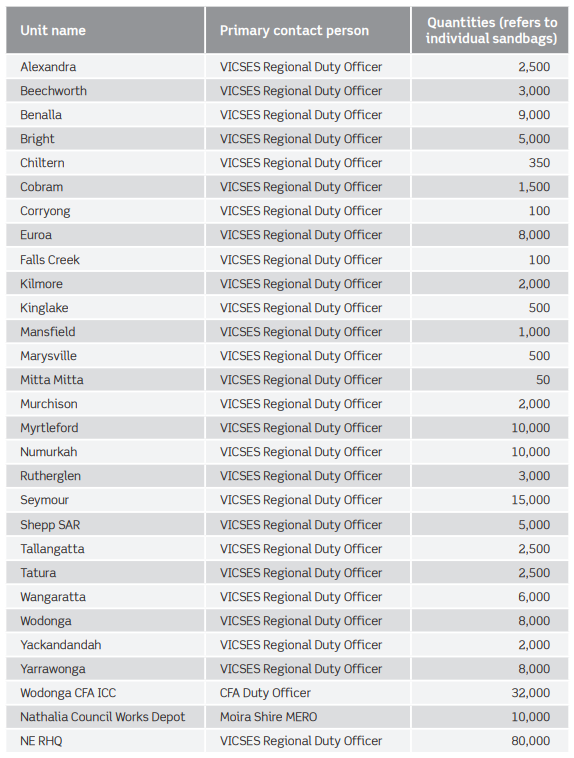 Unit name Primary contact person Quantities (refers to
individual sandbags)
Alexandra VICSES Regional Duty Officer 2,500
Beechworth VICSES Regional Duty Officer 3,000
Benalla VICSES Regional Duty Officer 9,000
Bright VICSES Regional Duty Officer 5,000
Chiltern VICSES Regional Duty Officer 350
Cobram VICSES Regional Duty Officer 1,500
Corryong VICSES Regional Duty Officer 100
Euroa VICSES Regional Duty Officer 8,000
Falls Creek VICSES Regional Duty Officer 100
Kilmore VICSES Regional Duty Officer 2,000
Kinglake VICSES Regional Duty Officer 500
Mansfield VICSES Regional Duty Officer 1,000
Marysville VICSES Regional Duty Officer 500
Mitta Mitta VICSES Regional Duty Officer 50
Murchison VICSES Regional Duty Officer 2,000
Myrtleford VICSES Regional Duty Officer 10,000
Numurkah VICSES Regional Duty Officer 10,000
Rutherglen VICSES Regional Duty Officer 3,000
Seymour VICSES Regional Duty Officer 15,000
Shepp SAR VICSES Regional Duty Officer 5,000
Tallangatta VICSES Regional Duty Officer 2,500
Tatura VICSES Regional Duty Officer 2,500
Wangaratta VICSES Regional Duty Officer 6,000
Wodonga VICSES Regional Duty Officer 8,000
Yackandandah VICSES Regional Duty Officer 2,000
Yarrawonga VICSES Regional Duty Officer 8,000
Wodonga CFA ICC CFA Duty Officer 32,000
Nathalia Council Works Depot Moira Shire MERO 10,000
NE RHQ VICSES Regional Duty Officer 80,000